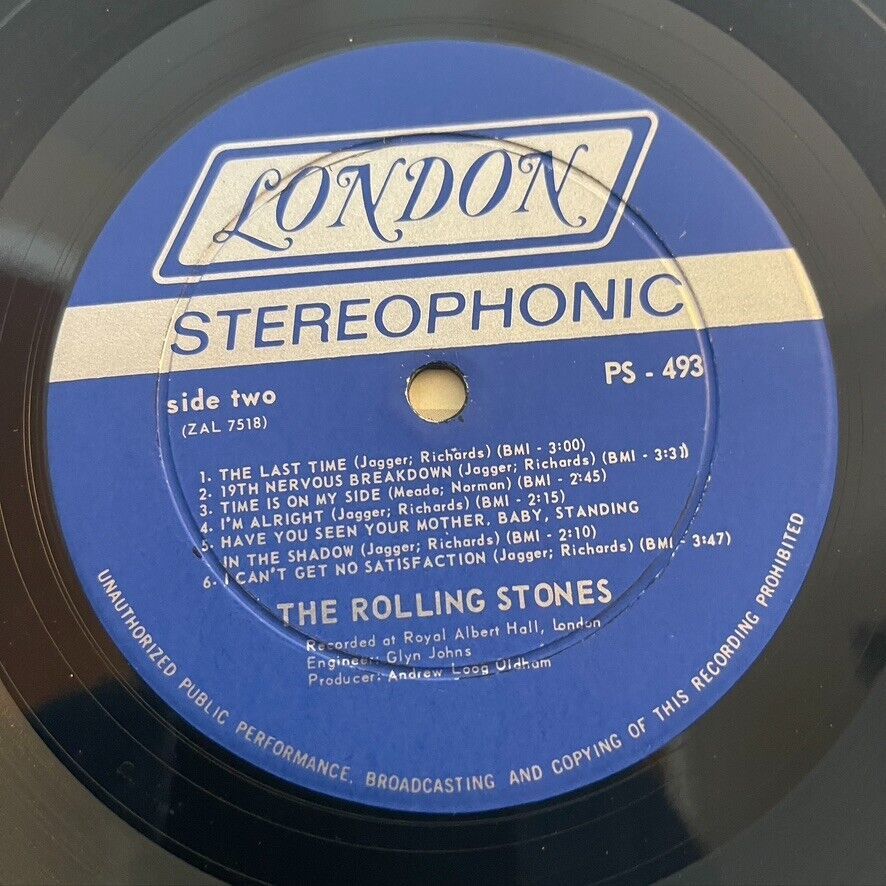 LONDON
STEREOPHONIC
side two
PS - 493
(ZAL 7518)
1. THE LAST TIME (Jagger; Richards) (BMI - 3:00)
2. 19TH NERVOUS BREAKDOWN (Jagger; Richards) (BMI - 3:31)
3. TIME IS ON MY SIDE (Meade; Norman) (BMI - 2:45)
4. I'M ALRIGHT (Jagger; Richards) (BMI - 2:15)
5. HAVE YOU SEEN YOUR MOTHER, BABY, STANDING
IN THE SHADOW (Jagger; Richards) (BMI - 2:10)
6- I CAN'T GET NO SATISFACTION (Jagger; Richards) (BMI - 3:47)
THE ROLLING STONES
Recorded at Royal Albert Hall, London
Engineer: Glyn Johns
Producer: Andrew Loog Oldham
UNAUTHORIZED PUBLIC PERFORMANCE, BROADCASTING AND COPYING OF THIS RECORDING PROHIBITED